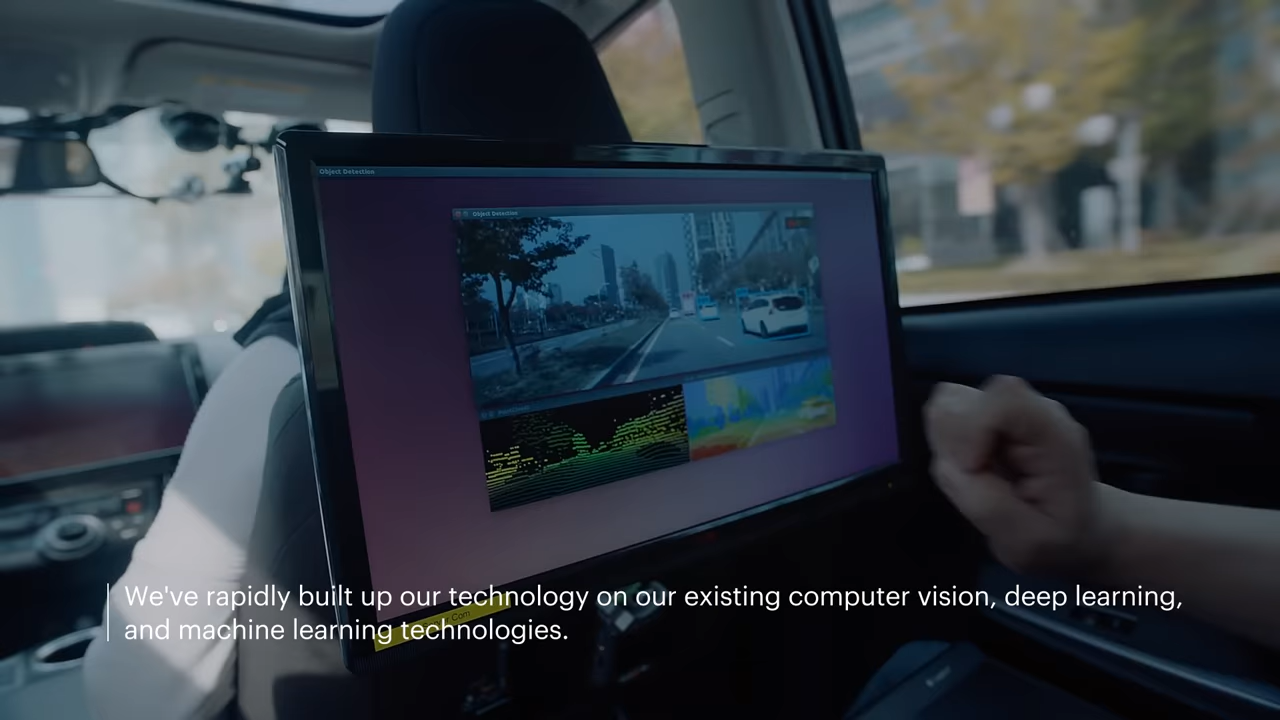 Object Detection
Object Detection
Com
We've rapidly built up our technology on our existing computer vision, deep learning,
and machine learning technologies.